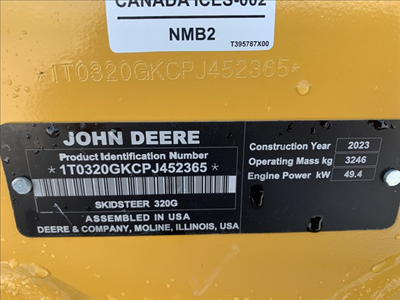 CANADA ICES-002
NMB2
T395787X00
*1T0320GKCPJ452365*
JOHN DEERE
Product Identification Number
*1T0320GKCPJ452365*
SKIDSTEER 320G
ASSEMBLED IN USA
DEERE & COMPANY, MOLINE, ILLINOIS, USA
Construction Year 2023
Operating Mass kg 3246
Engine Power kW 49.4